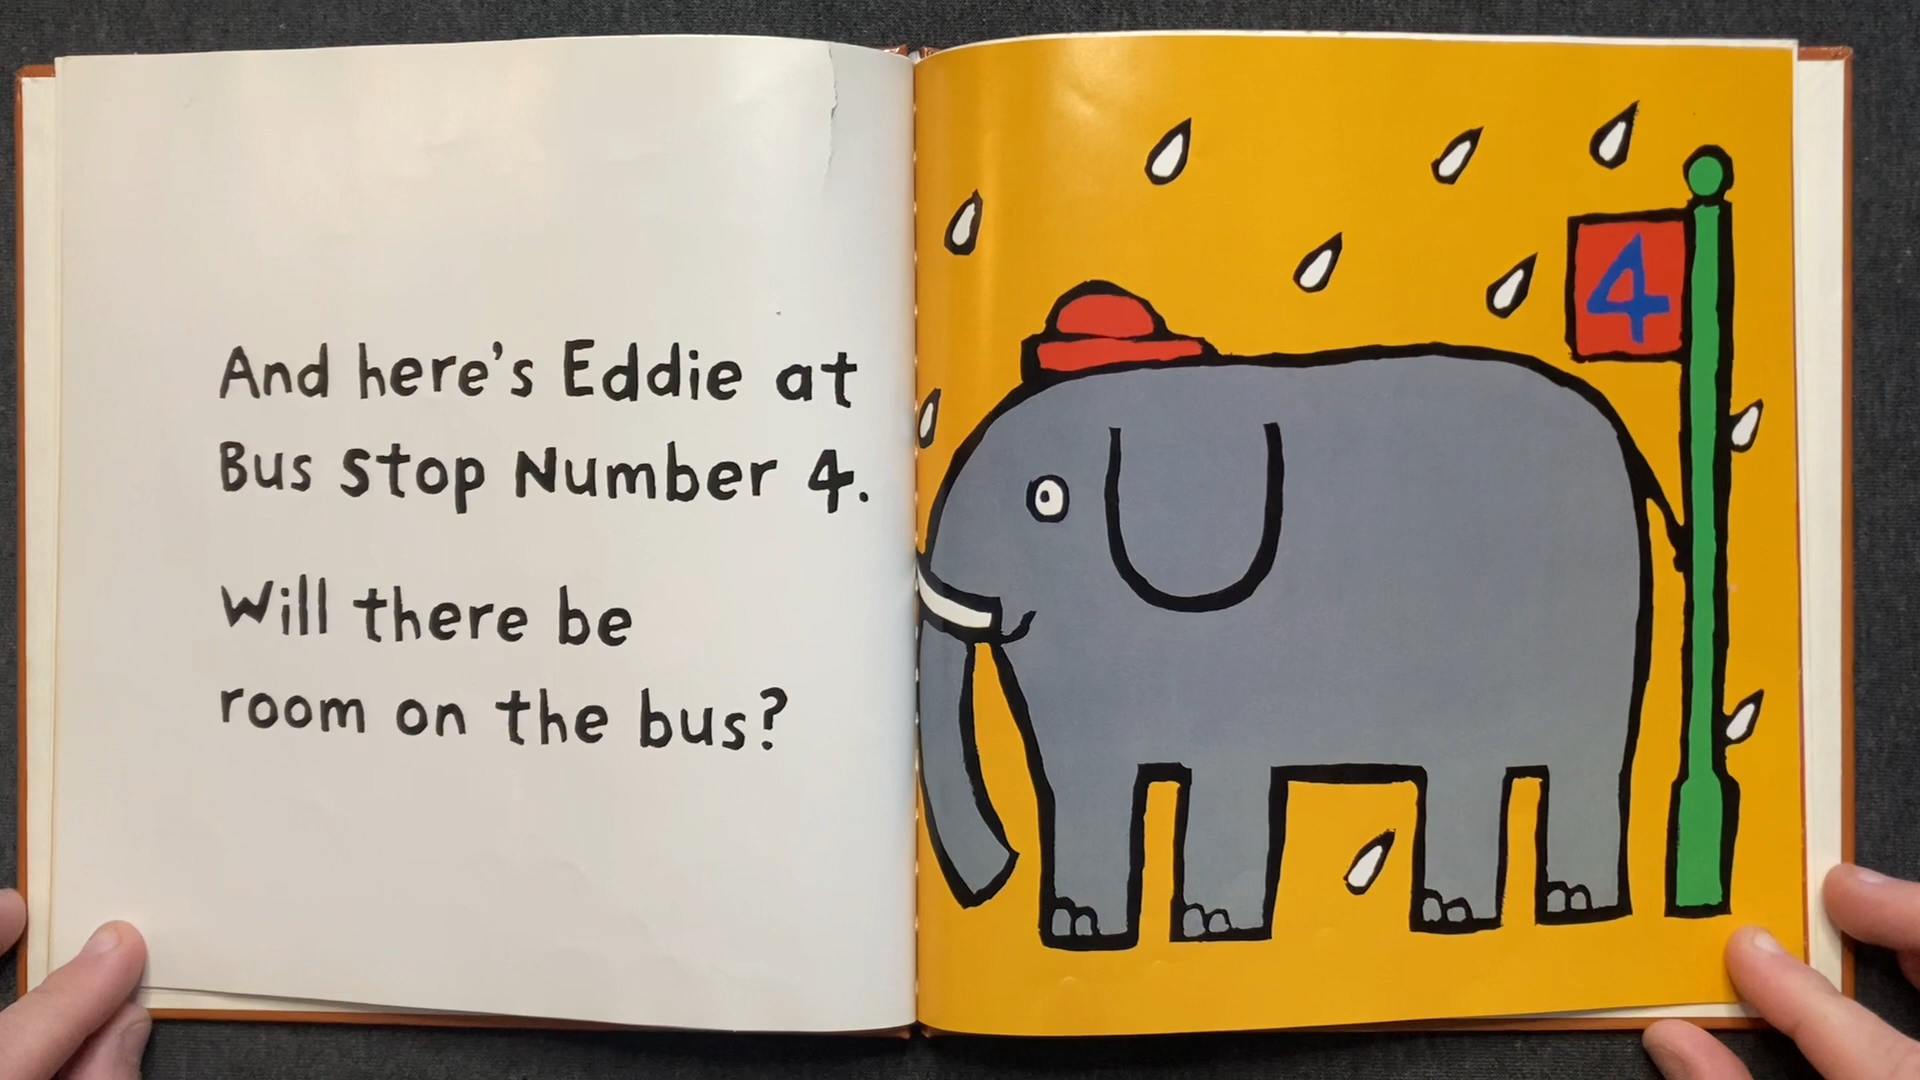 And here's Eddie at
Bus Stop Number 4.
Will there be
room on the bus?
4